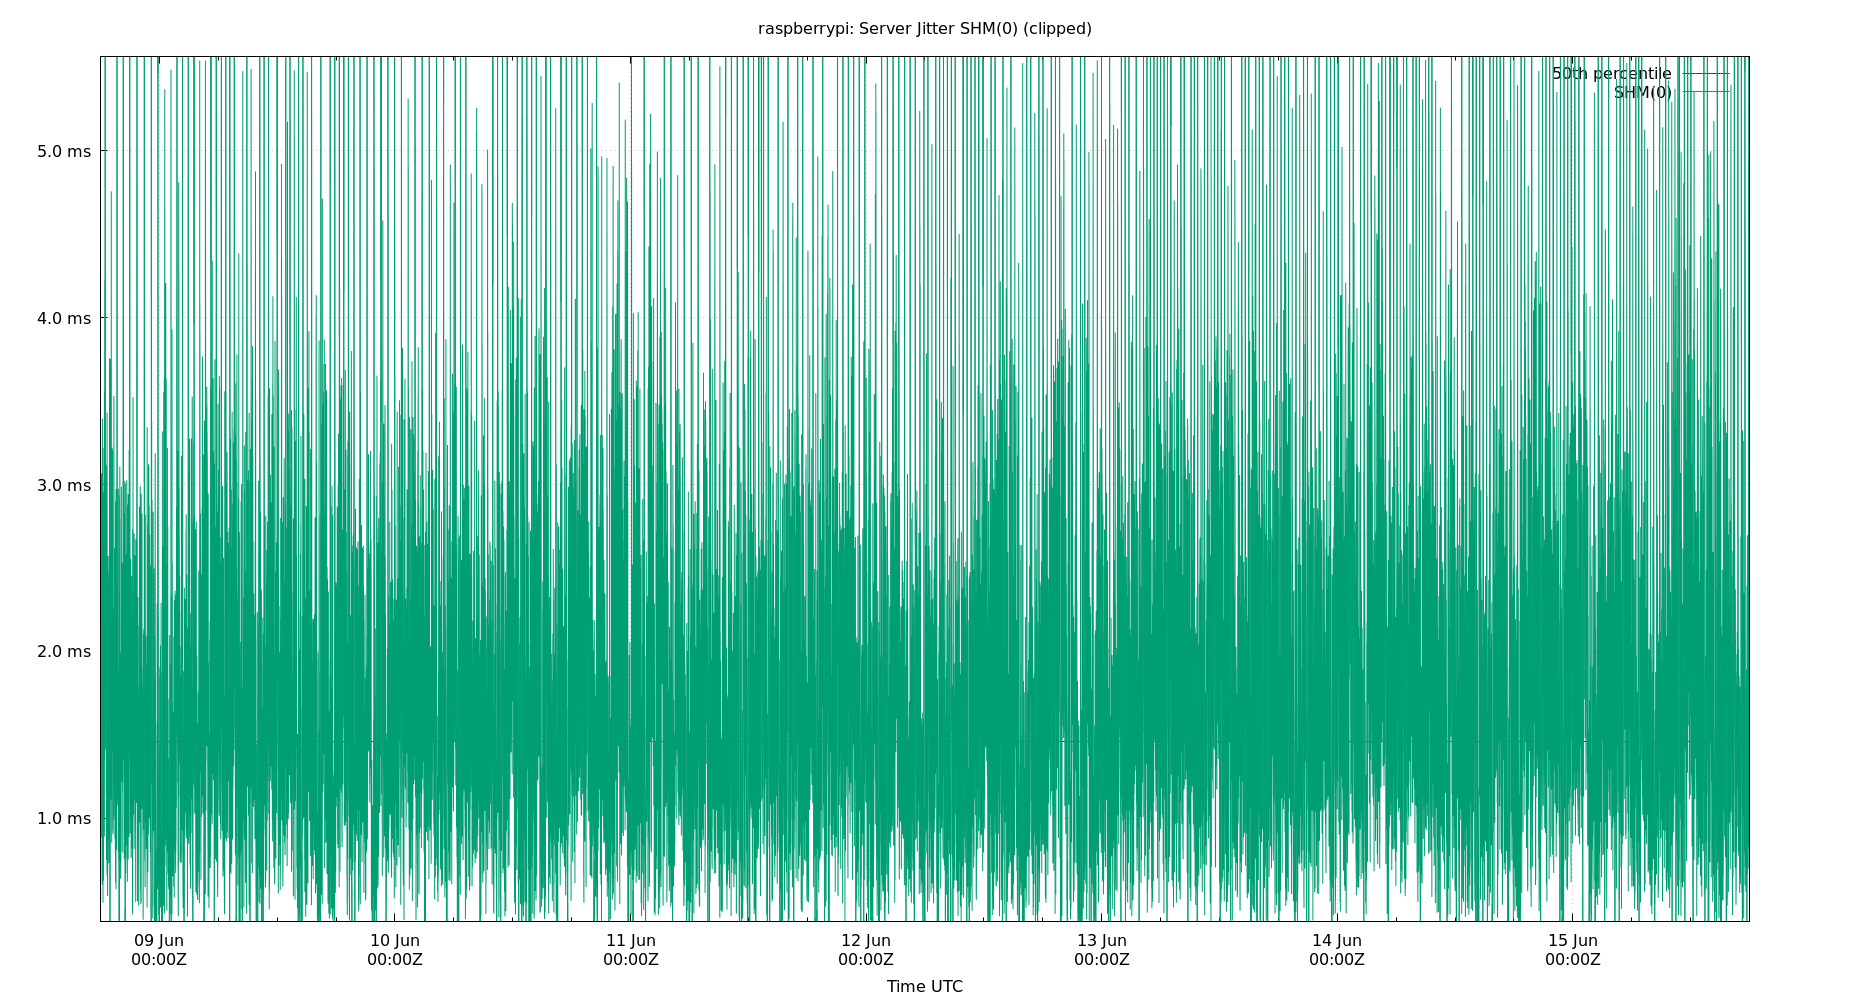 raspberrypi: Server Jitter SHM(0) (clipped)
50th percentile
SHM(0)
5.0 ms
4.0 ms
3.0 ms
2.0 ms
1.0 ms
09 Jun 10 Jun 11 Jun 12 Jun 13 Jun 14 Jun 15 Jun
00:00Z 00:00Z 00:00Z 00:00Z 00:00Z 00:00Z 00:00Z
Time UTC